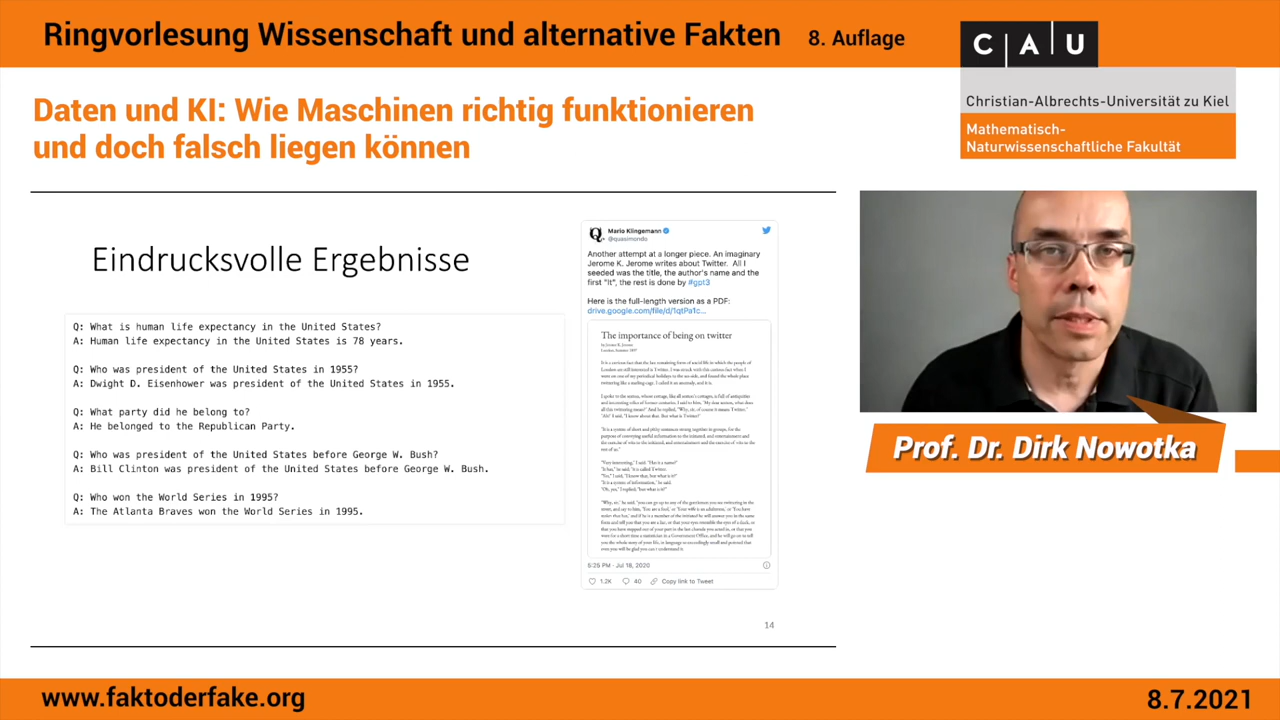 Ringvorlesung Wissenschaft und alternative Fakten 8. Auflage
CAU
Christian-Albrechts-Universität zu Kiel
Mathematisch-
Naturwissenschaftliche Fakultät
Daten und KI: Wie Maschinen richtig funktionieren
und doch falsch liegen können
Eindrucksvolle Ergebnisse
Q: What is human life expectancy in the United States?
A: Human life expectancy in the United States is 78 years.
Q: Who was president of the United States in 1955?
A: Dwight D. Eisenhower was president of the United States in 1955.
Q: What party did he belong to?
A: He belonged to the Republican Party.
Q: Who was president of the United States before George W. Bush?
A: Bill Clinton was president of the United States before George W. Bush.
Q: Who won the World Series in 1995?
A: The Atlanta Braves won the World Series in 1995.
Mario Klingemann
@quasimondo
Another attempt at a longer piece. An imaginary
Jerome K. Jerome writes about Twitter. All I
seeded was the title, the author's name and the
first "It", the rest is done by #gpt3
Here is the full-length version as a PDF:
drive.google.com/file/d/1qtPa1c...
The importance of being on twitter
by Jerome K. Jerome
London, Summer 1897
5:25 PM · Jul 18, 2020
1.2K 40 Copy link to Tweet
14
Prof. Dr. Dirk Nowotka
www.faktoderfake.org
8.7.2021